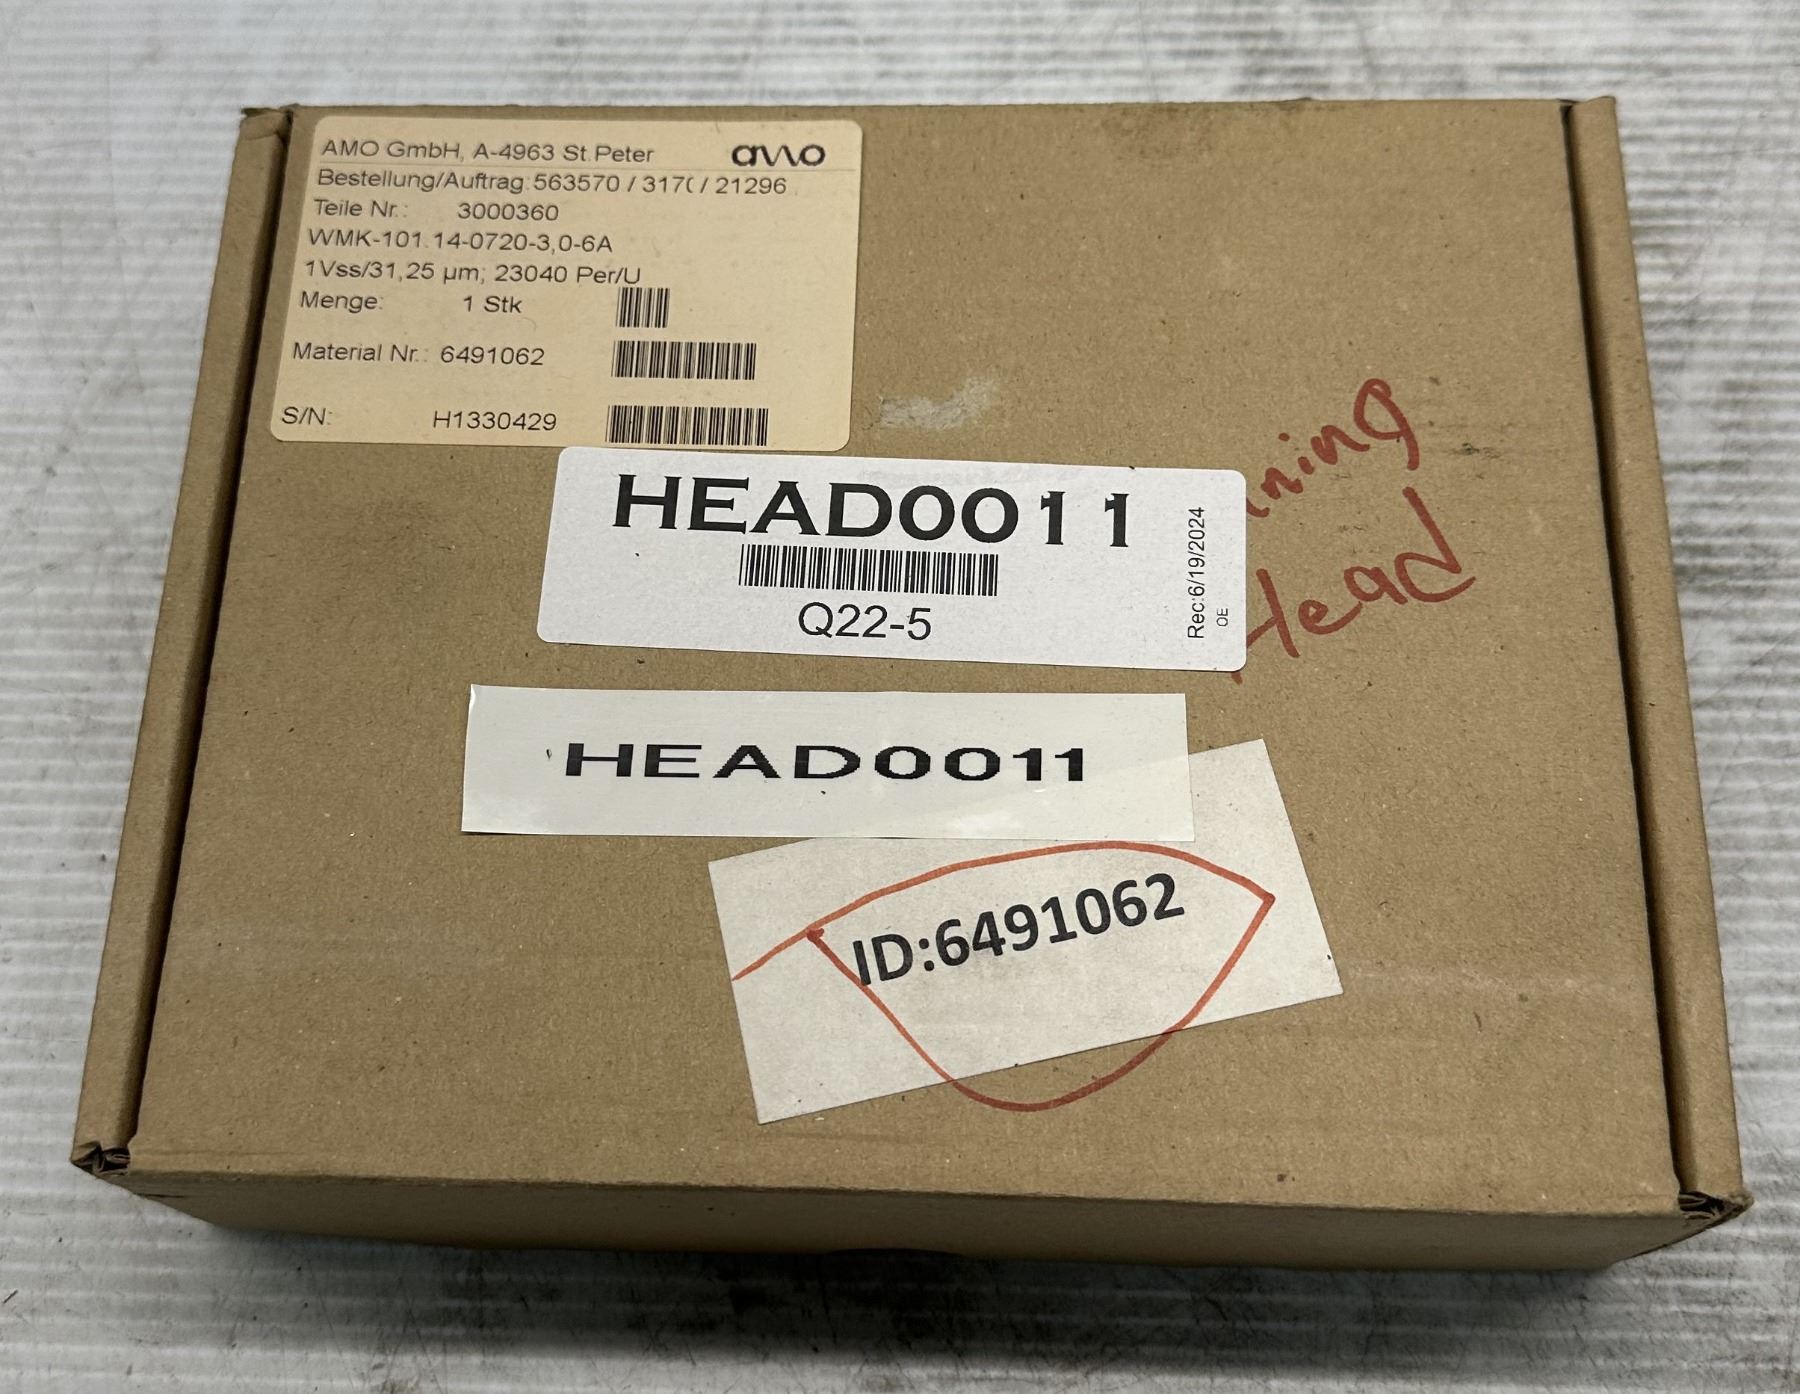 AMO GmbH, A-4963 St.Peter amo
Bestellung/Auftrag:563570 / 317( / 21296
Teile Nr.: 3000360
WMK-101.14-0720-3,0-6A
1Vss/31,25 µm; 23040 Per/U
Menge: 1 Stk
Material Nr.: 6491062
S/N: H1330429
HEAD0011
Q22-5
Rec:6/19/2024
OE
Head
HEAD0011
ID:6491062